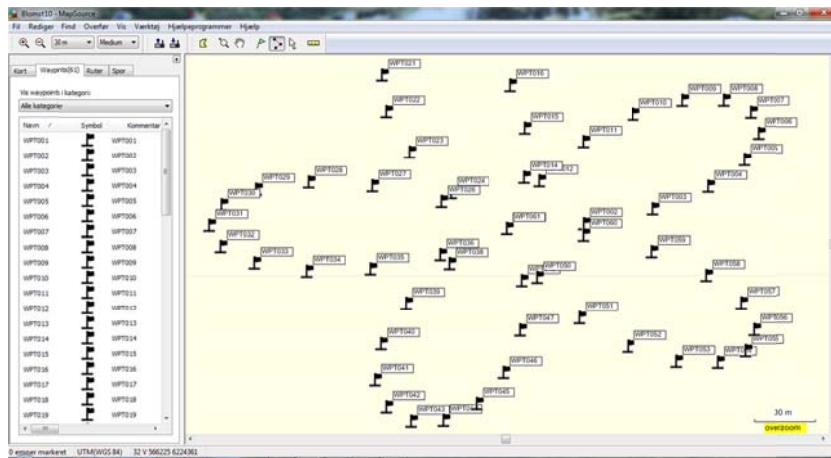 Blomst10 - MapSource
Fil Rediger Find Overfør Vis Værktøj Hjælpeprogrammer Hjælp
30 m Medium
Kort Waypoints(61) Ruter Spor
Vis waypoints i kategori:
Alle kategorier
Navn Symbol Kommentar
WPT001 WPT001
WPT002 WPT002
WPT003 WPT003
WPT004 WPT004
WPT005 WPT005
WPT006 WPT006
WPT007 WPT007
WPT008 WPT008
WPT009 WPT009
WPT010 WPT010
WPT011 WPT011
WPT012 WPT012
WPT013 WPT013
WPT014 WPT014
WPT015 WPT015
WPT016 WPT016
WPT017 WPT017
WPT018 WPT018
WPT019 WPT019
WPT021
WPT016
WPT009
WPT008
WPT022
WPT010
WPT007
WPT015
WPT006
WPT011
WPT023
WPT005
WPT014
WPT028
WPT027
WPT029
WPT024
WPT004
WPT026
WPT030
WPT003
WPT031
WPT061
WPT002
WPT060
WPT032
WPT036
WPT059
WPT033
WPT038
WPT034
WPT035
WPT050
WPT058
WPT039
WPT057
WPT051
WPT047
WPT056
WPT040
WPT052
WPT055
WPT053
WPT041
WPT046
WPT042
WPT045
WPT043
30 m
overzoom
0 emner markeret UTM(WGS 84) 32 V 566225 6224361